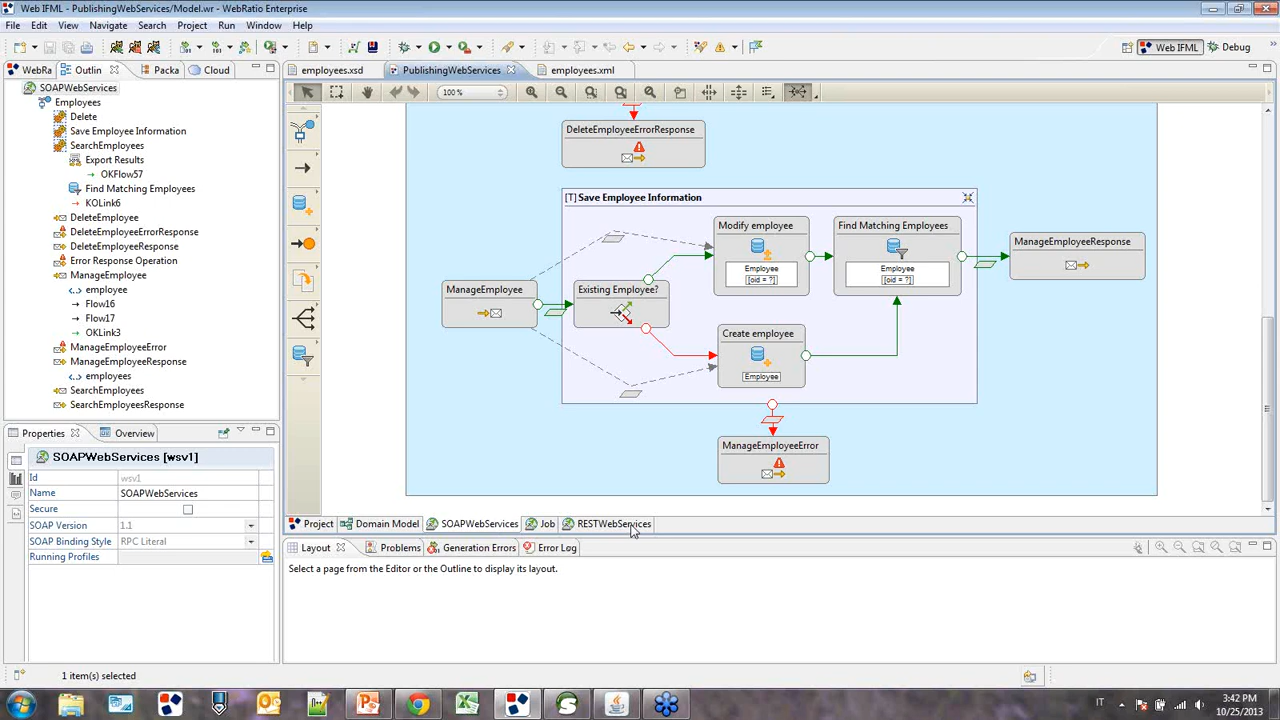 Web IFML - PublishingWebServices/Model.wr - WebRatio Enterprise
File Edit View Navigate Search Project Run Window Help
Web IFML Debug
WebRa Outlin Packa Cloud
employees.xsd PublishingWebServices employees.xml
100 %
SOAPWebServices
Employees
Delete
Save Employee Information
SearchEmployees
Export Results
OKFlow57
Find Matching Employees
KOLink6
DeleteEmployee
DeleteEmployeeErrorResponse
DeleteEmployeeResponse
Error Response Operation
ManageEmployee
employee
Flow16
Flow17
OKLink3
ManageEmployeeError
ManageEmployeeResponse
employees
SearchEmployees
SearchEmployeesResponse
DeleteEmployeeErrorResponse
[T] Save Employee Information
Modify employee
Employee
[oid = ?]
Find Matching Employees
Employee
[oid = ?]
ManageEmployeeResponse
ManageEmployee
Existing Employee?
Create employee
Employee
ManageEmployeeError
Project Domain Model SOAPWebServices Job RESTWebServices
Properties Overview
SOAPWebServices [wsv1]
Id wsv1
Name SOAPWebServices
Secure
SOAP Version 1.1
SOAP Binding Style RPC Literal
Running Profiles
Layout Problems Generation Errors Error Log
Select a page from the Editor or the Outline to display its layout.
1 item(s) selected
IT
3:42 PM
10/25/2013